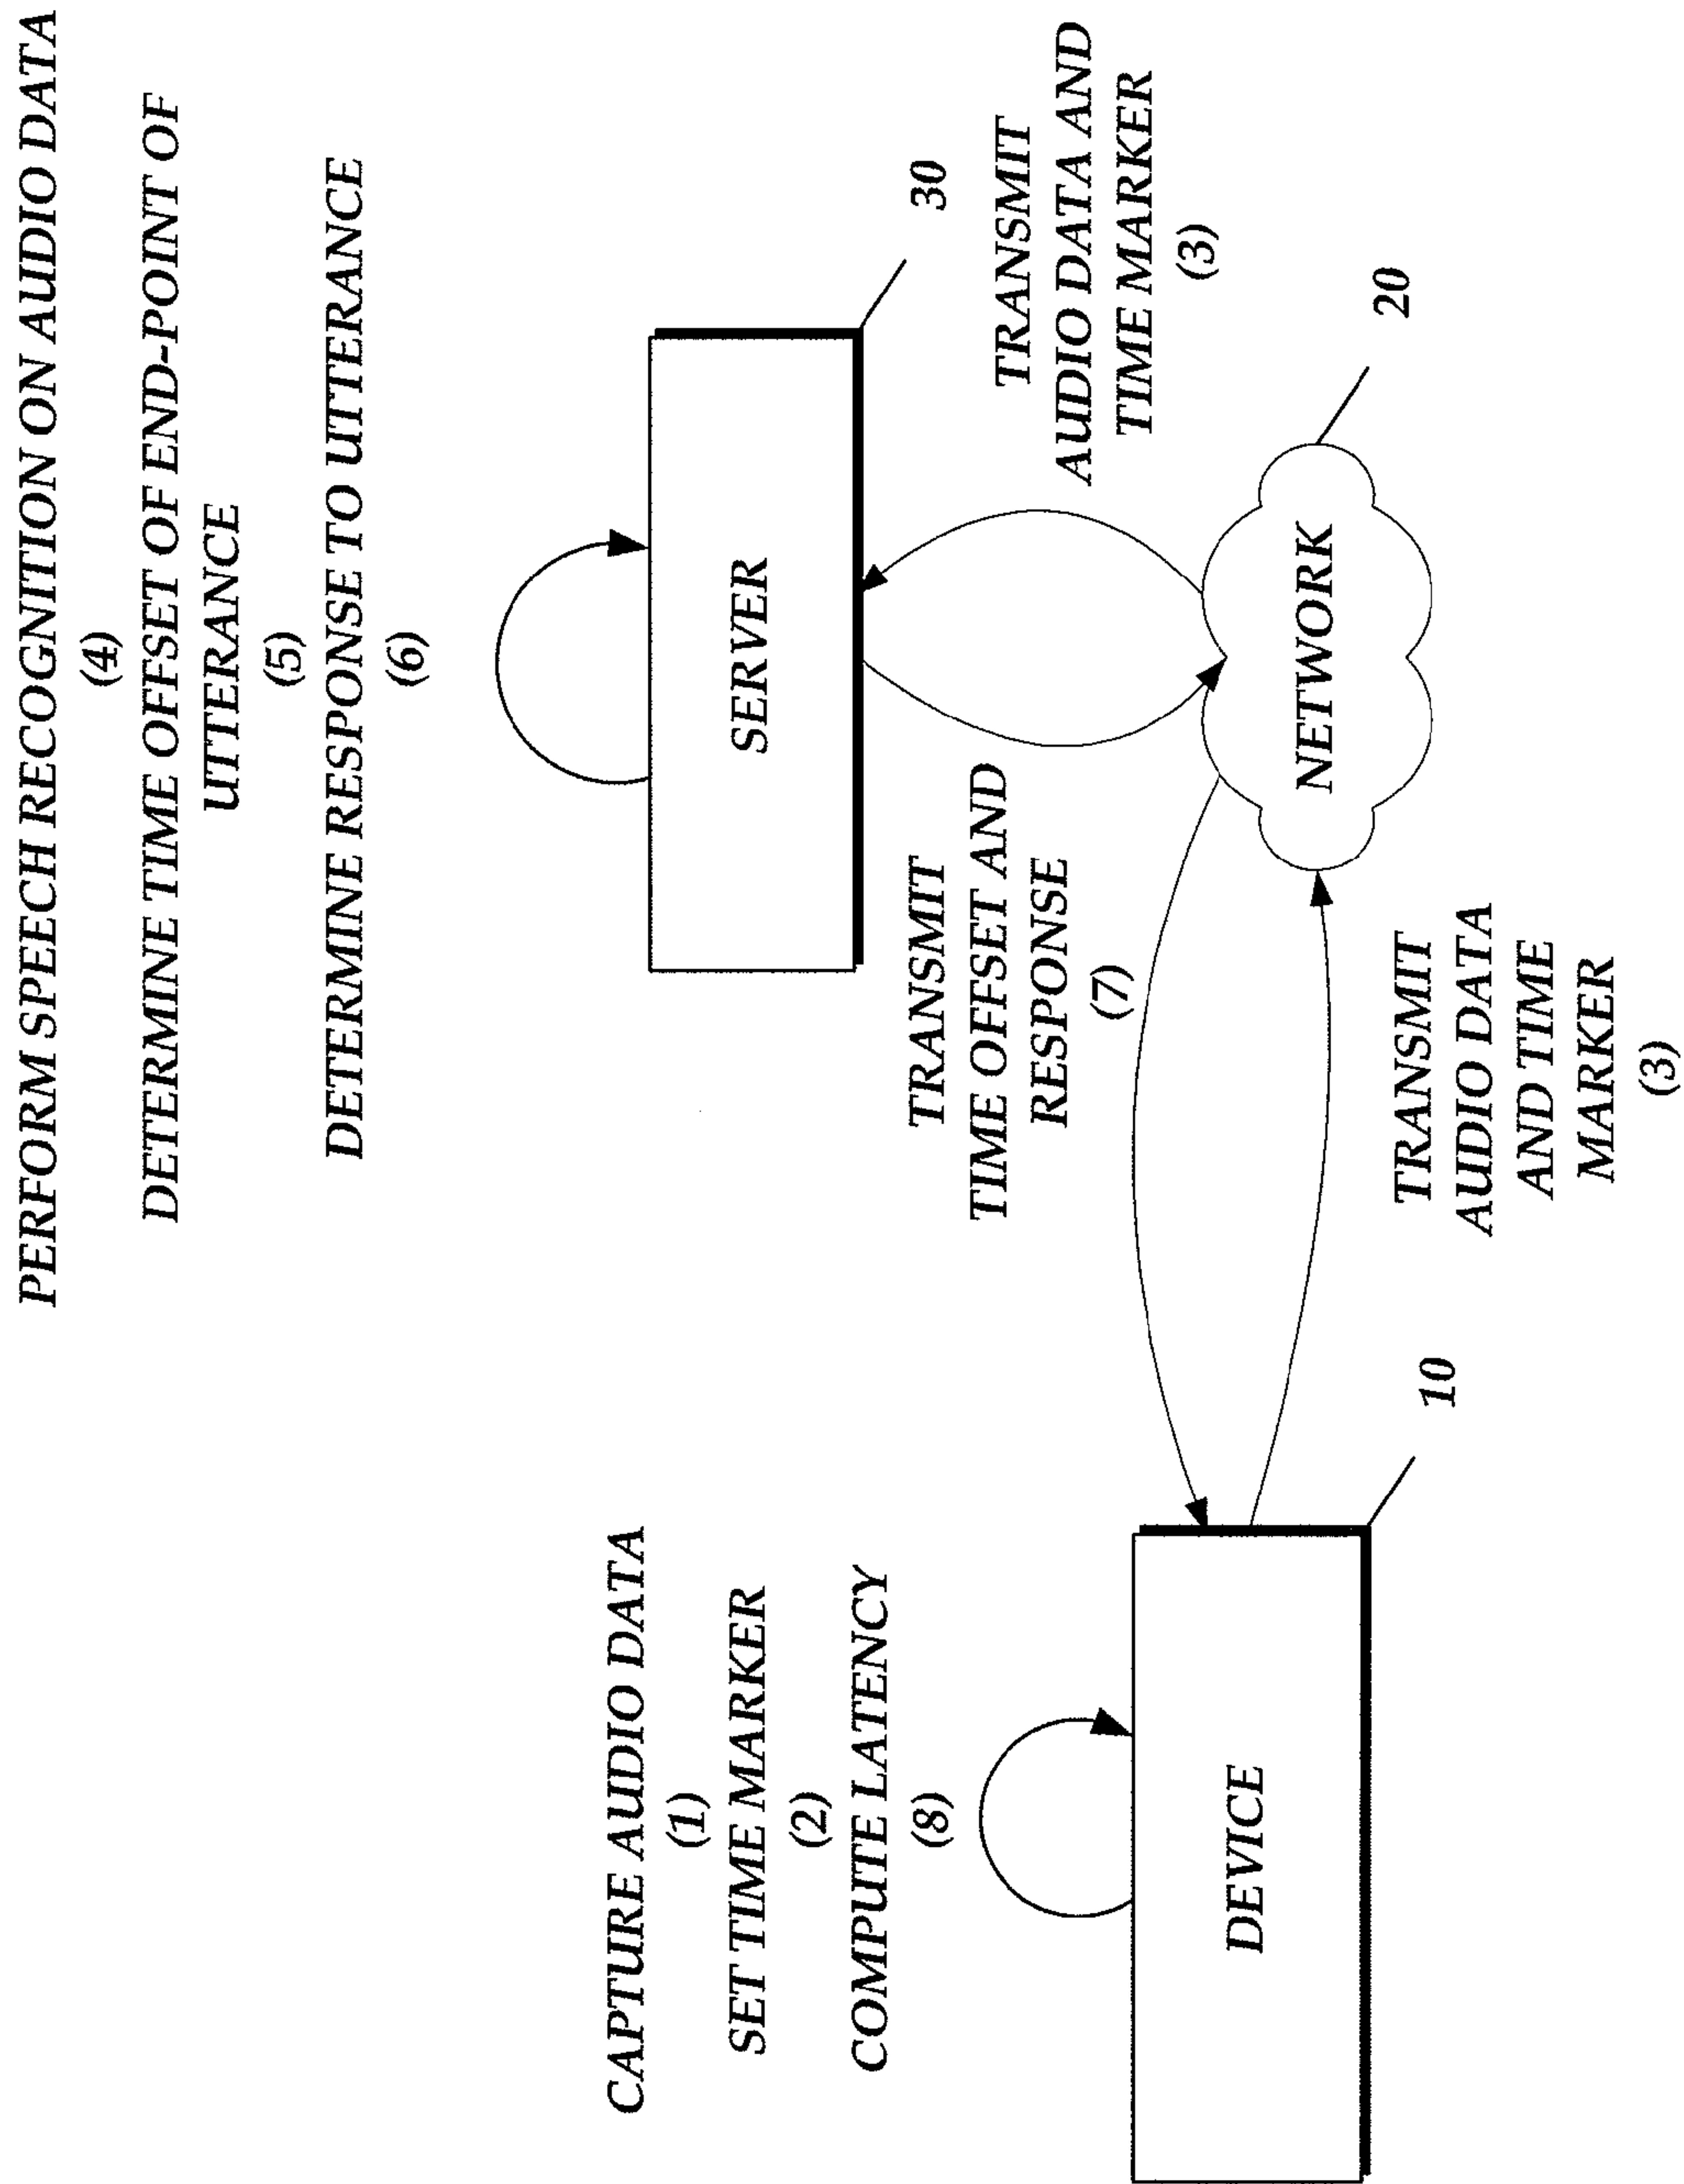 PERFORM SPEECH RECOGNITION ON AUDIO DATA
(4)
DETERMINE TIME OFFSET OF END-POINT OF
UTTERANCE
(5)
DETERMINE RESPONSE TO UTTERANCE
(6)
CAPTURE AUDIO DATA
(1)
SET TIME MARKER
(2)
COMPUTE LATENCY
(8)
SERVER
30
TRANSMIT
TIME OFFSET AND
RESPONSE
(7)
TRANSMIT
AUDIO DATA AND
TIME MARKER
(3)
DEVICE
10
NETWORK
20
TRANSMIT
AUDIO DATA
AND TIME
MARKER
(3)